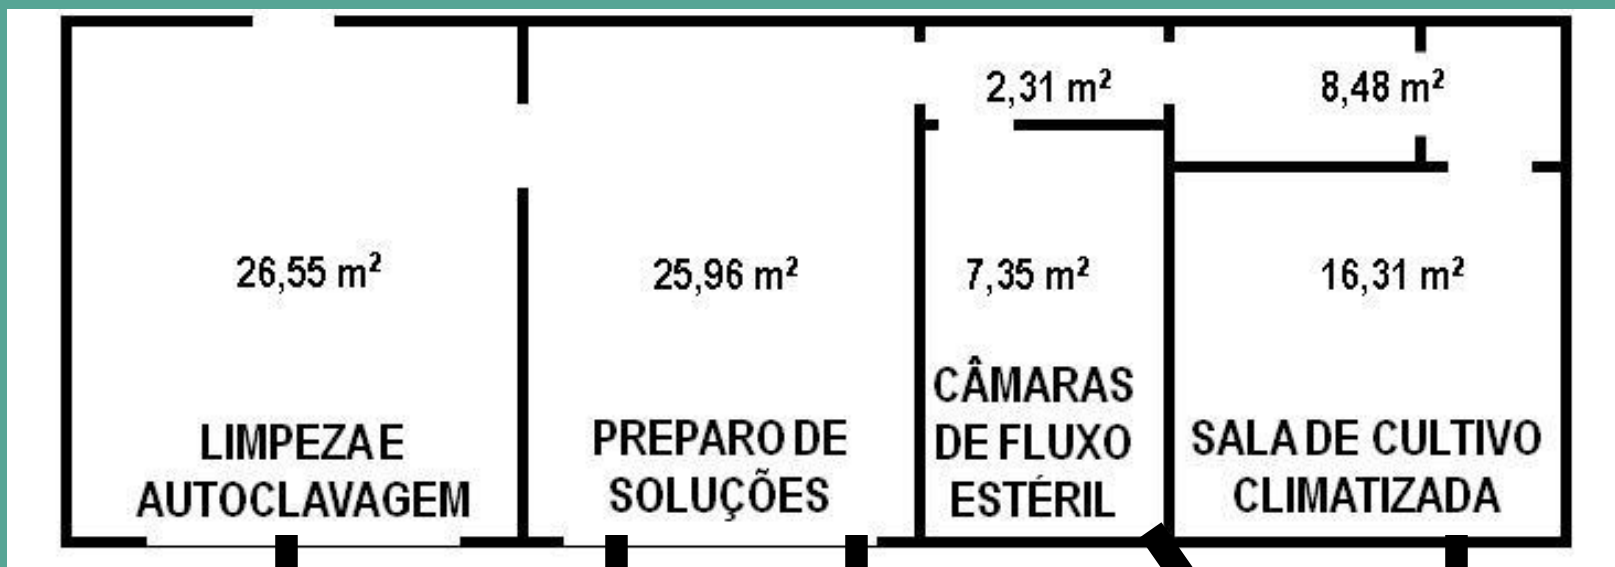 2,31 m²
8,48 m²
26,55 m²
25,96 m²
7,35 m²
16,31 m²
LIMPEZA E
AUTOCLAVAGEM
PREPARO DE
SOLUÇÕES
CÂMARAS
DE FLUXO
ESTÉRIL
SALA DE CULTIVO
CLIMATIZADA